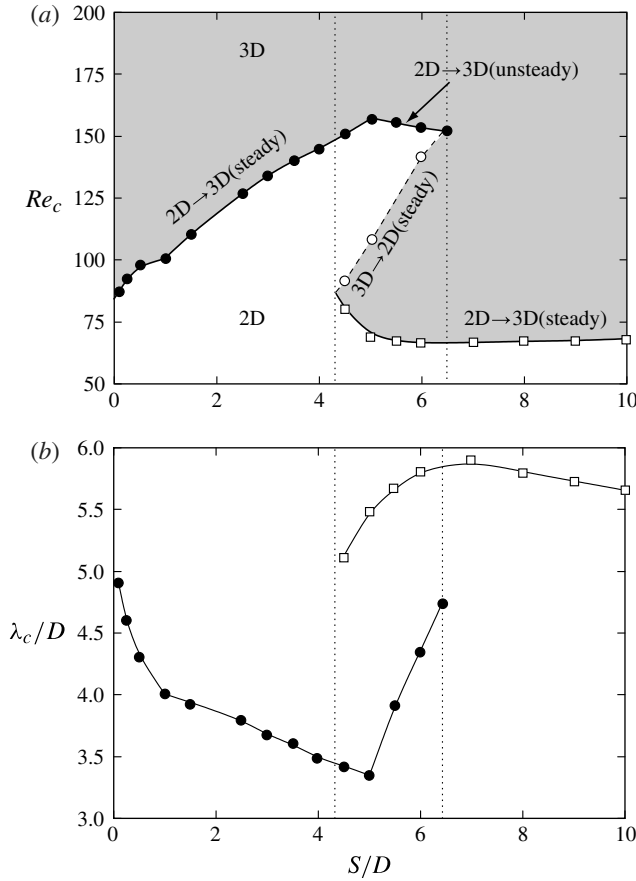 (a)
200
175
150
125
100
75
50
Re_c
3D
2D→3D(unsteady)
2D→3D(steady)
3D→2D(steady)
2D
2D→3D(steady)
0 2 4 6 8 10
(b)
6.0
5.5
5.0
4.5
4.0
3.5
3.0
λ_c/D
0 2 4 6 8 10
S/D